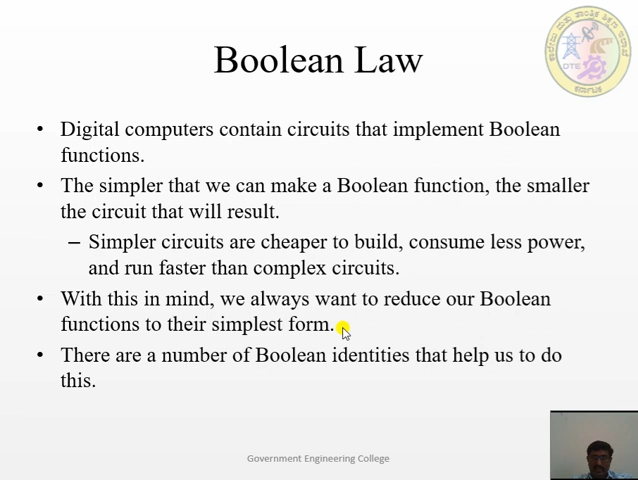 Boolean Law
• Digital computers contain circuits that implement Boolean
functions.
• The simpler that we can make a Boolean function, the smaller
the circuit that will result.
– Simpler circuits are cheaper to build, consume less power,
and run faster than complex circuits.
• With this in mind, we always want to reduce our Boolean
functions to their simplest form.
• There are a number of Boolean identities that help us to do
this.
Government Engineering College
DTE